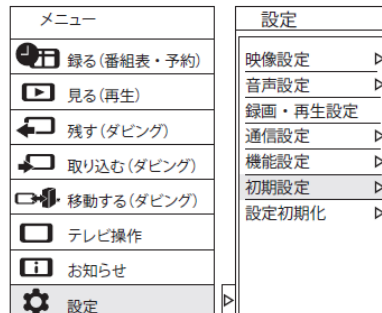 メニュー
録る(番組表・予約)
見る(再生)
残す(ダビング)
取り込む(ダビング)
移動する(ダビング)
テレビ操作
お知らせ
設定
設定
映像設定
音声設定
録画・再生設定
通信設定
機能設定
初期設定
設定初期化